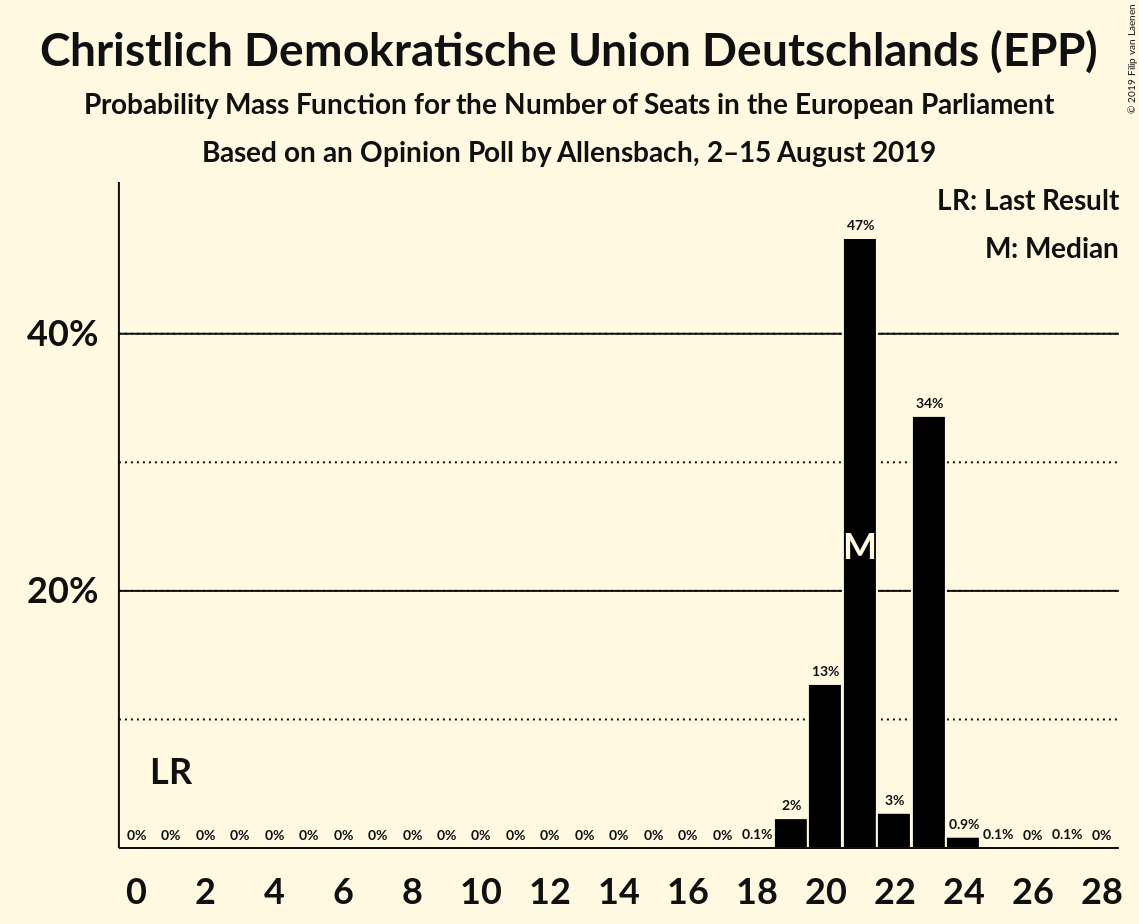 Christlich Demokratische Union Deutschlands (EPP)
Probability Mass Function for the Number of Seats in the European Parliament
Based on an Opinion Poll by Allensbach, 2–15 August 2019
© 2019 Filip van Laenen
LR: Last Result
M: Median
47%
40%
34%
M
20%
13%
LR
0% 0% 0% 0% 0% 0% 0% 0% 0% 0% 0% 0% 0% 0% 0% 0% 0% 0% 0.1% 2% 3% 0.9% 0.1% 0% 0.1% 0%
0 2 4 6 8 10 12 14 16 18 20 22 24 26 28